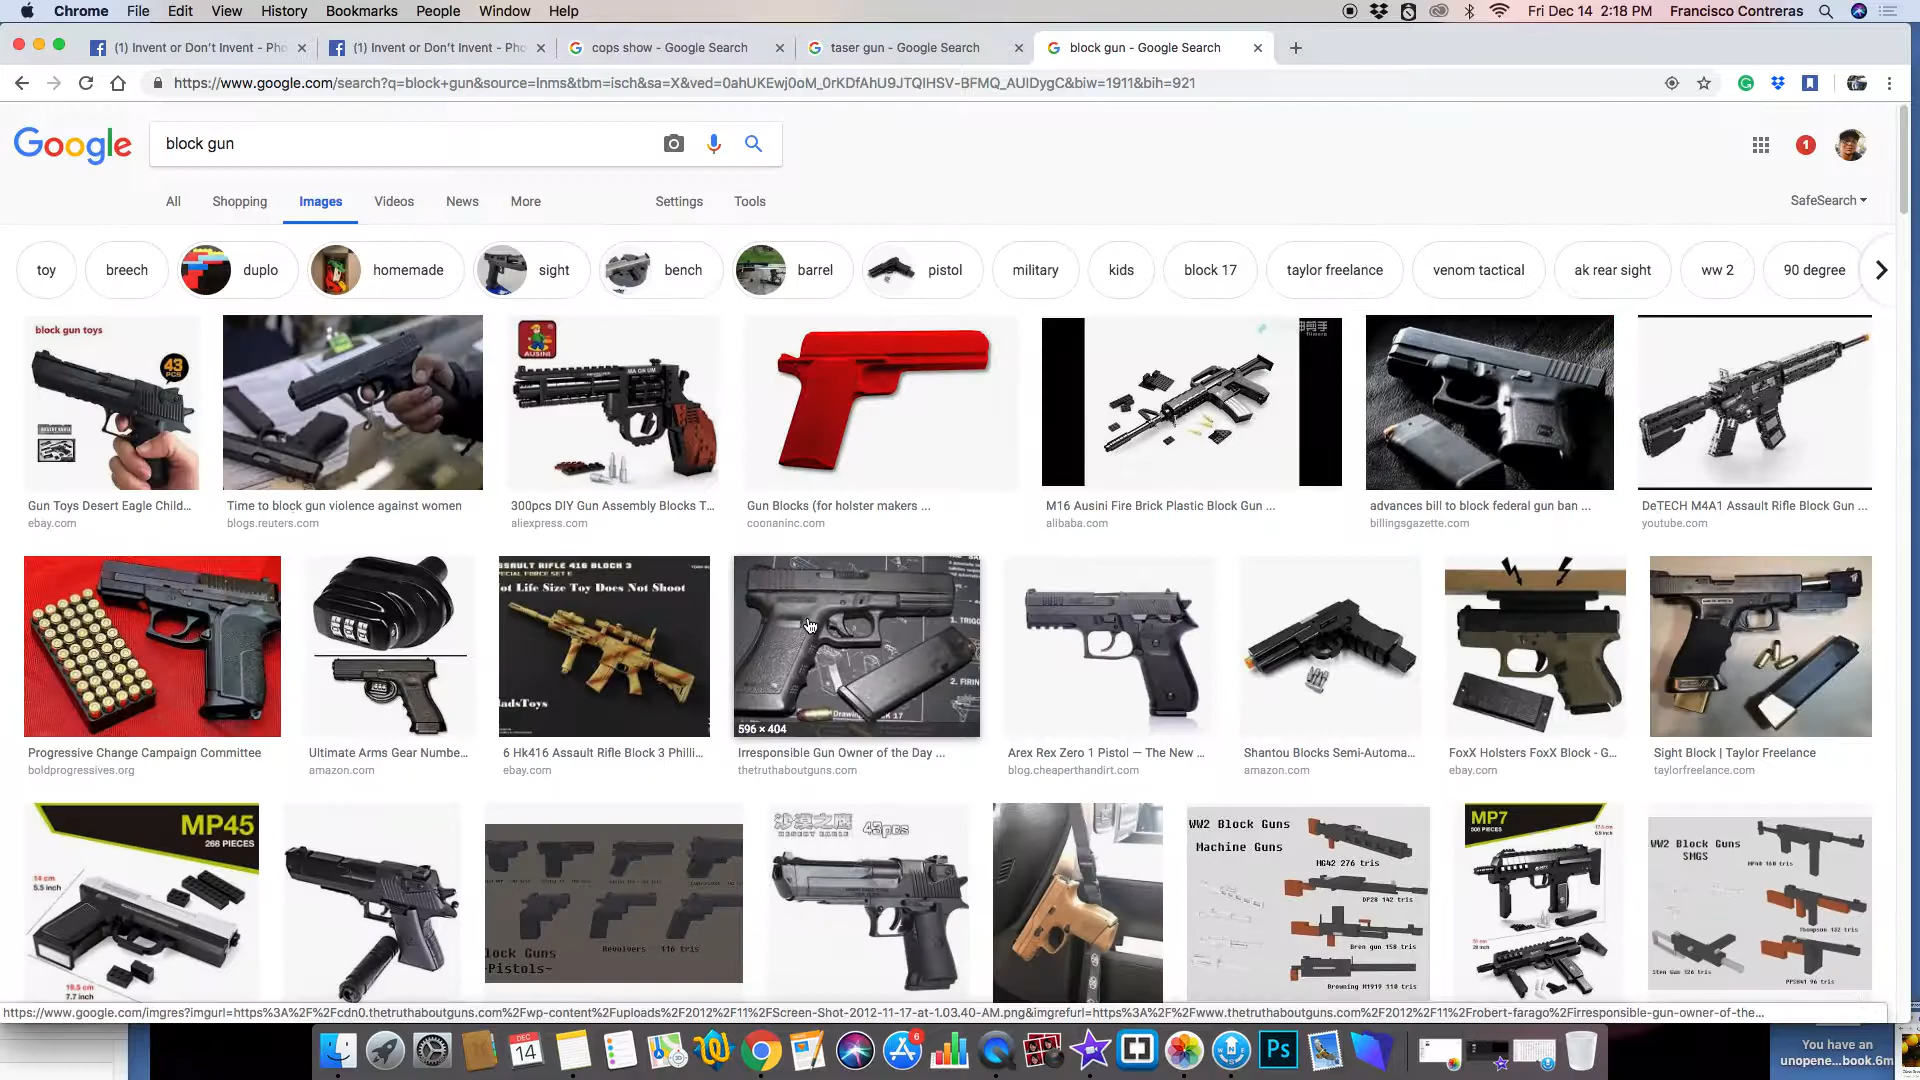 Chrome File Edit View History Bookmarks People Window Help
Fri Dec 14 2:18 PM Francisco Contreras
(1) Invent or Don't Invent - Pho
(1) Invent or Don't Invent - Pho
cops show - Google Search
taser gun - Google Search
block gun - Google Search
https://www.google.com/search?q=block+gun&source=lnms&tbm=isch&sa=X&ved=0ahUKEwj0oM_0rKDfAhU9JTQIHSV-BFMQ_AUIDygC&biw=1911&bih=921
Google
block gun
1
All Shopping Images Videos News More Settings Tools
SafeSearch
toy breech duplo homemade sight bench barrel pistol military kids block 17 taylor freelance venom tactical ak rear sight ww 2 90 degree
block gun toys
43
PCS
AUSINI
MAGNUM
Gun Toys Desert Eagle Child...
ebay.com
Time to block gun violence against women
blogs.reuters.com
300pcs DIY Gun Assembly Blocks T...
aliexpress.com
Gun Blocks (for holster makers ...
coonaninc.com
M16 Ausini Fire Brick Plastic Block Gun ...
alibaba.com
advances bill to block federal gun ban ...
billingsgazette.com
DeTECH M4A1 Assault Rifle Block Gun ...
youtube.com
SSAULT RIFLE 416 BLOCK 3
ot Life Size Toy Does Not Shoot
adsToys
1. TRIGG
2. FIRIN
596 × 404
Progressive Change Campaign Committee
boldprogressives.org
Ultimate Arms Gear Numbe...
amazon.com
6 Hk416 Assault Rifle Block 3 Philli...
ebay.com
Irresponsible Gun Owner of the Day ...
thetruthaboutguns.com
Arex Rex Zero 1 Pistol — The New ...
blog.cheaperthandirt.com
Shantou Blocks Semi-Automa...
amazon.com
FoxX Holsters FoxX Block - G...
ebay.com
Sight Block | Taylor Freelance
taylorfreelance.com
MP45
268 PIECES
14 cm
5.5 inch
18.5 cm
7.7 inch
lock Guns
-Pistols-
Revolvers - 116 tris
沙漠之鹰
43pcs
WW2 Block Guns
Machine Guns
MG42 276 tris
DP28 142 tris
Bren gun 158 tris
Browning M1919 110 tris
MP7
508 PIECES
WW2 Block Guns
SMGS
MP40 160 tris
Thompson 132 tris
Sten Gun 126 tris
PPSH41 96 tris
https://www.google.com/imgres?imgurl=https%3A%2F%2Fcdn0.thetruthaboutguns.com%2Fwp-content%2Fuploads%2F2012%2F11%2FScreen-Shot-2012-11-17-at-1.03.40-AM.png&imgrefurl=https%3A%2F%2Fwww.thetruthaboutguns.com%2F2012%2F11%2Frobert-farago%2Firresponsible-gun-owner-of-the...
DEC
14
6
Ps
You have an
unopene...book.6m